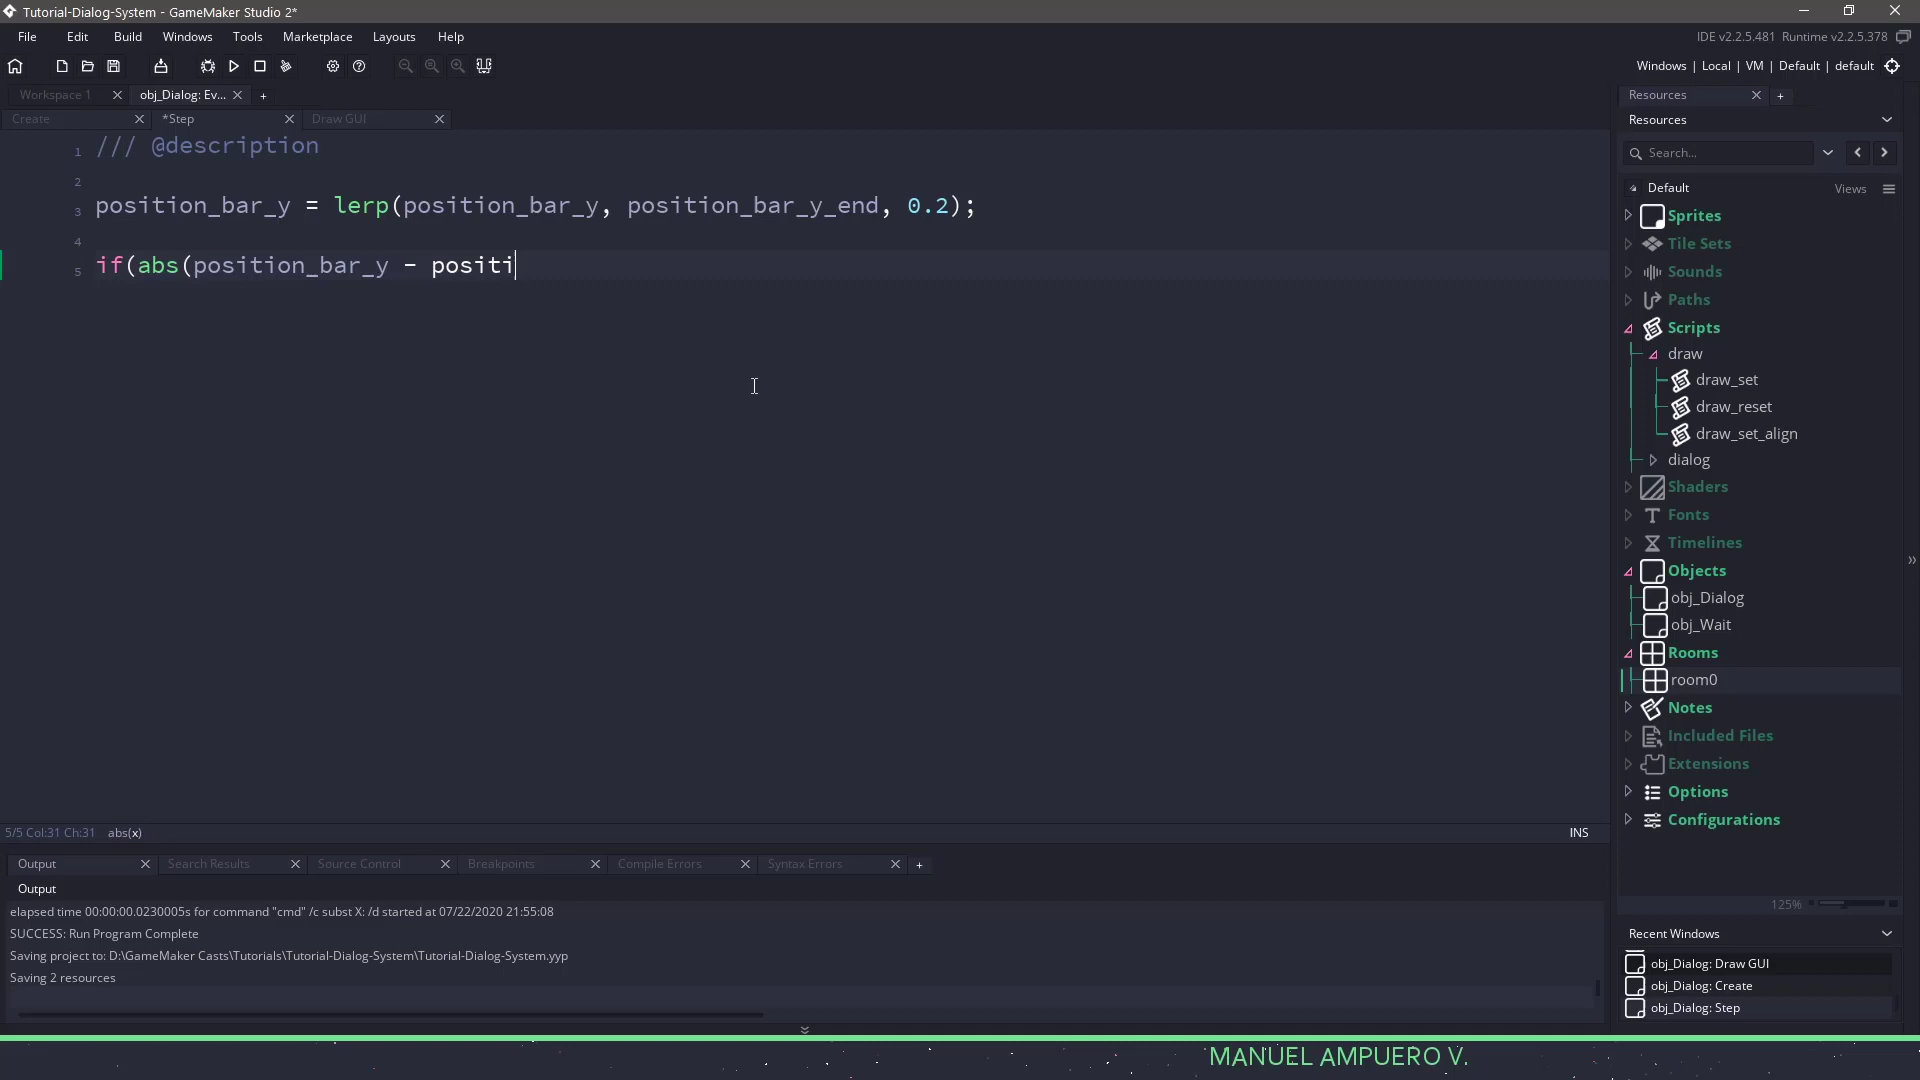 Tutorial-Dialog-System - GameMaker Studio 2*
File Edit Build Windows Tools Marketplace Layouts Help
IDE v2.2.5.481 Runtime v2.2.5.378
Windows | Local | VM | Default | default
Workspace 1 obj_Dialog: Ev... +
Create *Step Draw GUI
1 /// @description
2
3 position_bar_y = lerp(position_bar_y, position_bar_y_end, 0.2);
4
5 if(abs(position_bar_y - positi
5/5 Col:31 Ch:31 abs(x)
INS
Output Search Results Source Control Breakpoints Compile Errors Syntax Errors +
Output
elapsed time 00:00:00.0230005s for command "cmd" /c subst X: /d started at 07/22/2020 21:55:08
SUCCESS: Run Program Complete
Saving project to: D:\GameMaker Casts\Tutorials\Tutorial-Dialog-System\Tutorial-Dialog-System.yyp
Saving 2 resources
Resources +
Resources
Search...
Default Views
Sprites
Tile Sets
Sounds
Paths
Scripts
draw
draw_set
draw_reset
draw_set_align
dialog
Shaders
Fonts
Timelines
Objects
obj_Dialog
obj_Wait
Rooms
room0
Notes
Included Files
Extensions
Options
Configurations
125%
Recent Windows
obj_Dialog: Draw GUI
obj_Dialog: Create
obj_Dialog: Step
MANUEL AMPUERO V.